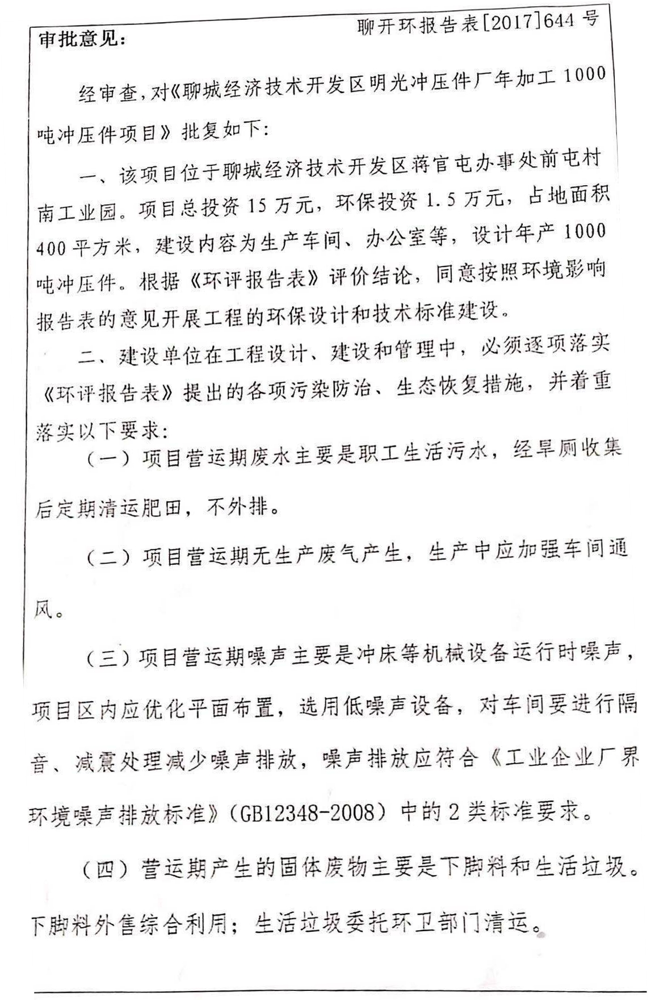 聊开环报告表[2017]644 号
审批意见：
经审查,对《聊城经济技术开发区明光冲压件厂年加工 1000
吨冲压件项目》批复如下：
一、该项目位于聊城经济技术开发区蒋官屯办事处前屯村
南工业园。项目总投资 15 万元，环保投资 1.5 万元，占地面积
400 平方米，建设内容为生产车间、办公室等，设计年产 1000
吨冲压件。根据《环评报告表》评价结论，同意按照环境影响
报告表的意见开展工程的环保设计和技术标准建设。
二、建设单位在工程设计、建设和管理中，必须逐项落实
《环评报告表》提出的各项污染防治、生态恢复措施，并着重
落实以下要求：
（一）项目营运期废水主要是职工生活污水，经旱厕收集
后定期清运肥田，不外排。
（二）项目营运期无生产废气产生，生产中应加强车间通
风。
（三）项目营运期噪声主要是冲床等机械设备运行时噪声，
项目区内应优化平面布置，选用低噪声设备，对车间要进行隔
音、减震处理减少噪声排放，噪声排放应符合《工业企业厂界
环境噪声排放标准》（GB12348-2008）中的 2 类标准要求。
（四）营运期产生的固体废物主要是下脚料和生活垃圾。
下脚料外售综合利用；生活垃圾委托环卫部门清运。